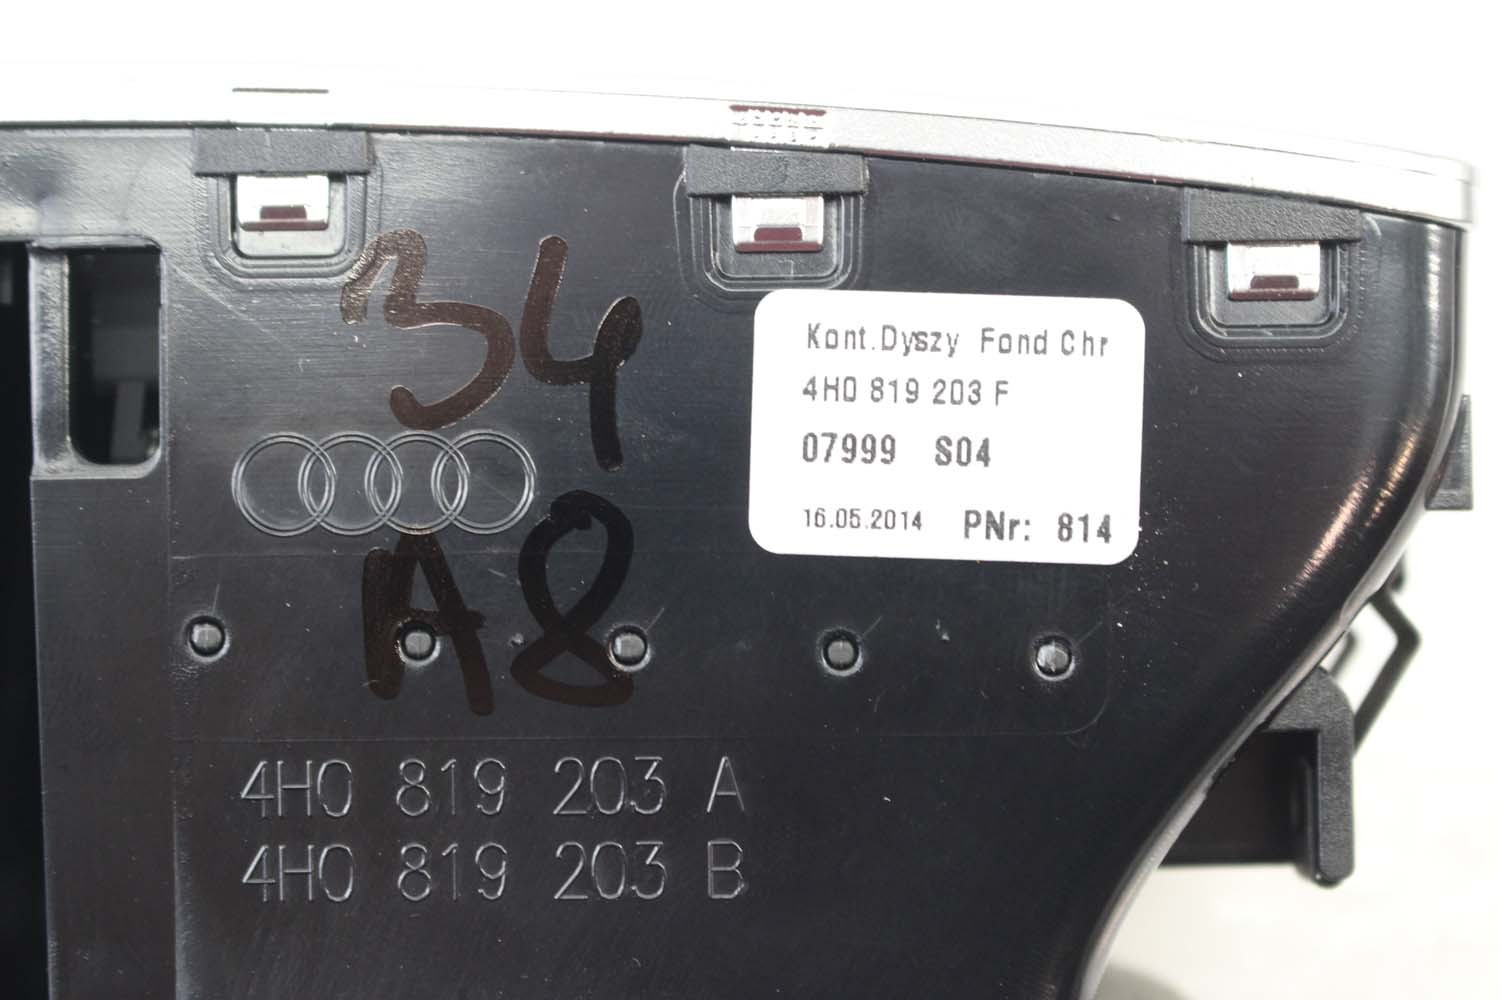 34
A8
Kont.Dyszy Fond Chr
4H0 819 203 F
07999 S04
16.05.2014 PNr: 814
4H0 819 203 A
4H0 819 203 B